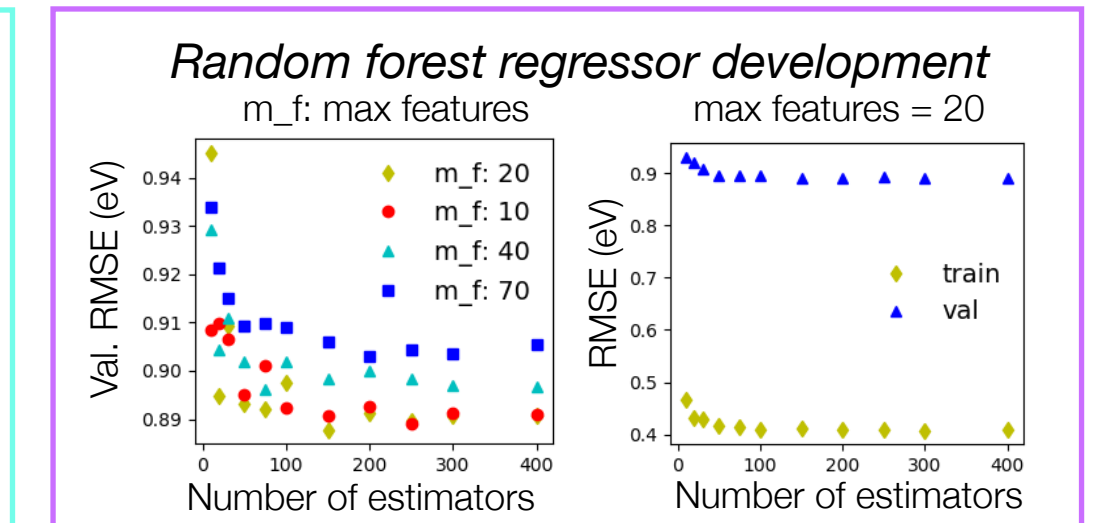 Random forest regressor development
m_f: max features
max features = 20
Val. RMSE (eV)
0.94
0.93
0.92
0.91
0.90
0.89
m_f: 20
m_f: 10
m_f: 40
m_f: 70
0 100 200 300 400
Number of estimators
RMSE (eV)
0.9
0.8
0.7
0.6
0.5
0.4
train
val
0 100 200 300 400
Number of estimators